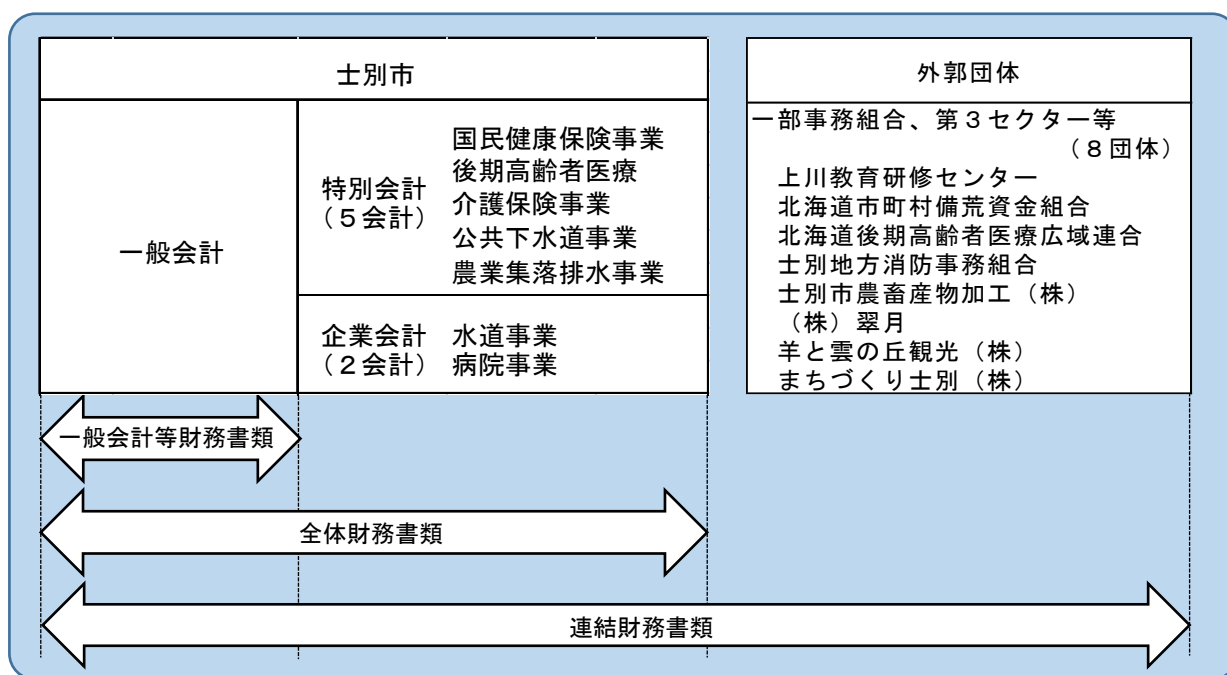 士別市
一般会計
特別会計
（５会計）
国民健康保険事業
後期高齢者医療
介護保険事業
公共下水道事業
農業集落排水事業
企業会計
（２会計）
水道事業
病院事業
外郭団体
一部事務組合、第３セクター等
（８団体）
上川教育研修センター
北海道市町村備荒資金組合
北海道後期高齢者医療広域連合
士別地方消防事務組合
士別市農畜産物加工（株）
（株）翠月
羊と雲の丘観光（株）
まちづくり士別（株）
一般会計等財務書類
全体財務書類
連結財務書類